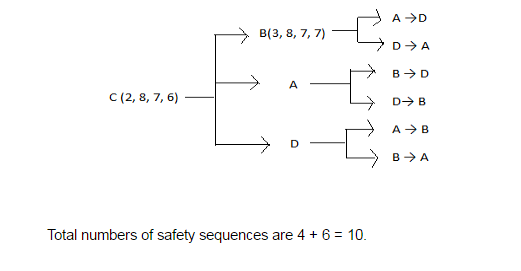 A →D
B(3, 8, 7, 7)
D→ A
B→ D
A
C (2, 8, 7, 6)
D→ B
A → B
D
B→ A
Total numbers of safety sequences are 4 + 6 = 10.